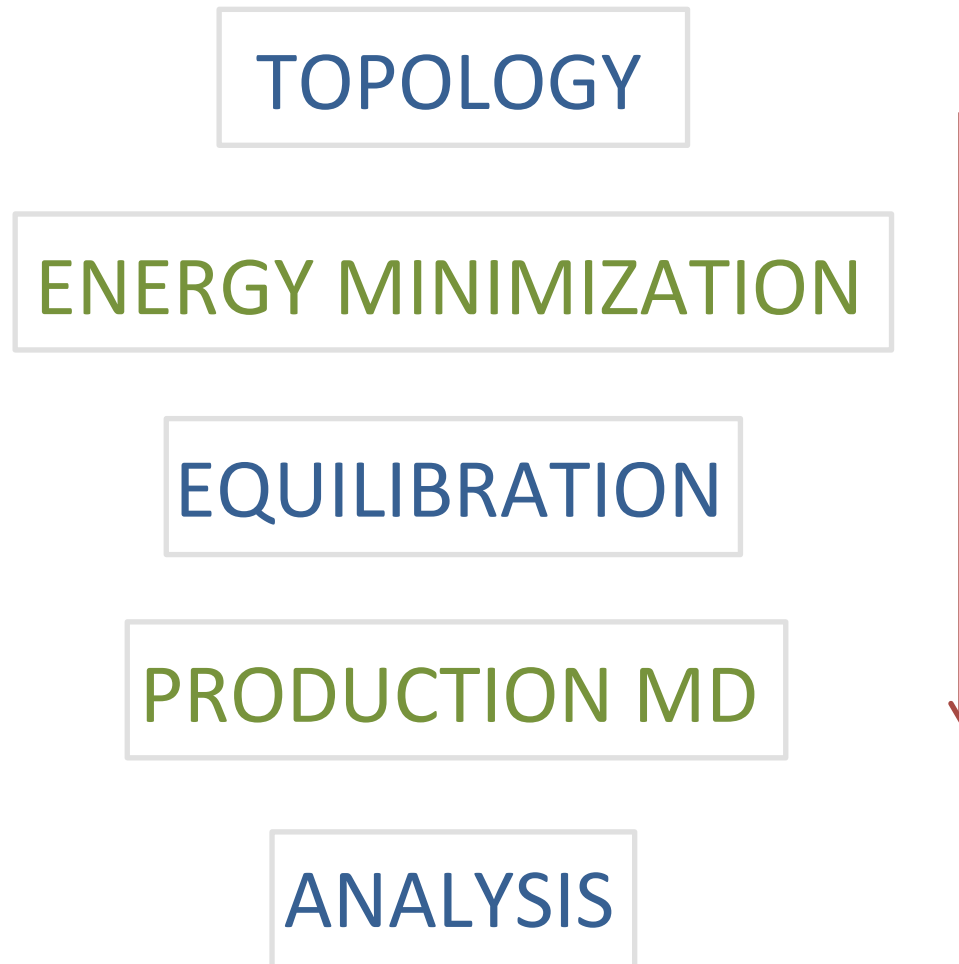 TOPOLOGY
ENERGY MINIMIZATION
EQUILIBRATION
PRODUCTION MD
ANALYSIS